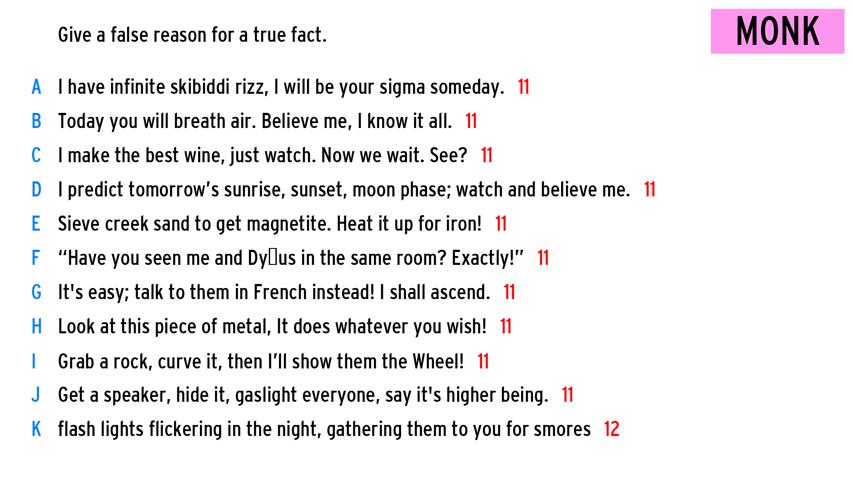 Give a false reason for a true fact.
MONK
A I have infinite skibiddi rizz, I will be your sigma someday. 11
B Today you will breath air. Believe me, I know it all. 11
C I make the best wine, just watch. Now we wait. See? 11
D I predict tomorrow’s sunrise, sunset, moon phase; watch and believe me. 11
E Sieve creek sand to get magnetite. Heat it up for iron! 11
F “Have you seen me and Dy▯us in the same room? Exactly!” 11
G It's easy; talk to them in French instead! I shall ascend. 11
H Look at this piece of metal, It does whatever you wish! 11
I Grab a rock, curve it, then I’ll show them the Wheel! 11
J Get a speaker, hide it, gaslight everyone, say it's higher being. 11
K flash lights flickering in the night, gathering them to you for smores 12